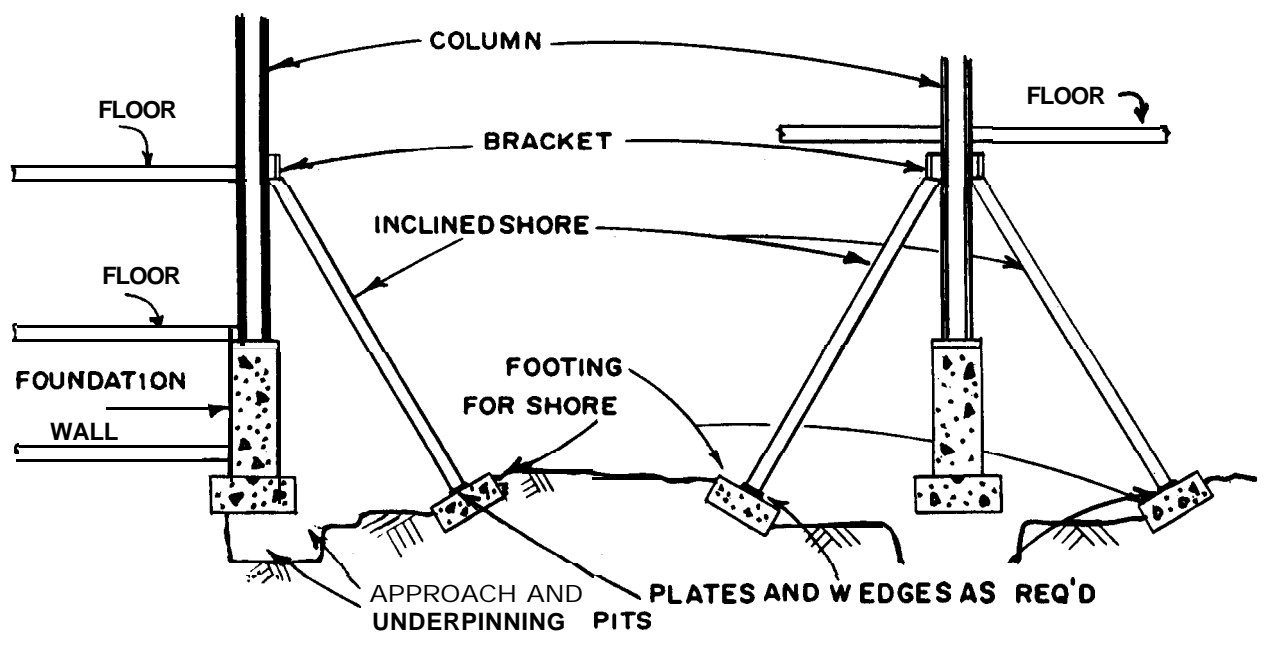 COLUMN
FLOOR
FLOOR
BRACKET
INCLINED SHORE
FLOOR
FOOTING
FOR SHORE
FOUNDATION
WALL
APPROACH AND
UNDERPINNING PITS
PLATES AND WEDGES AS REQ'D